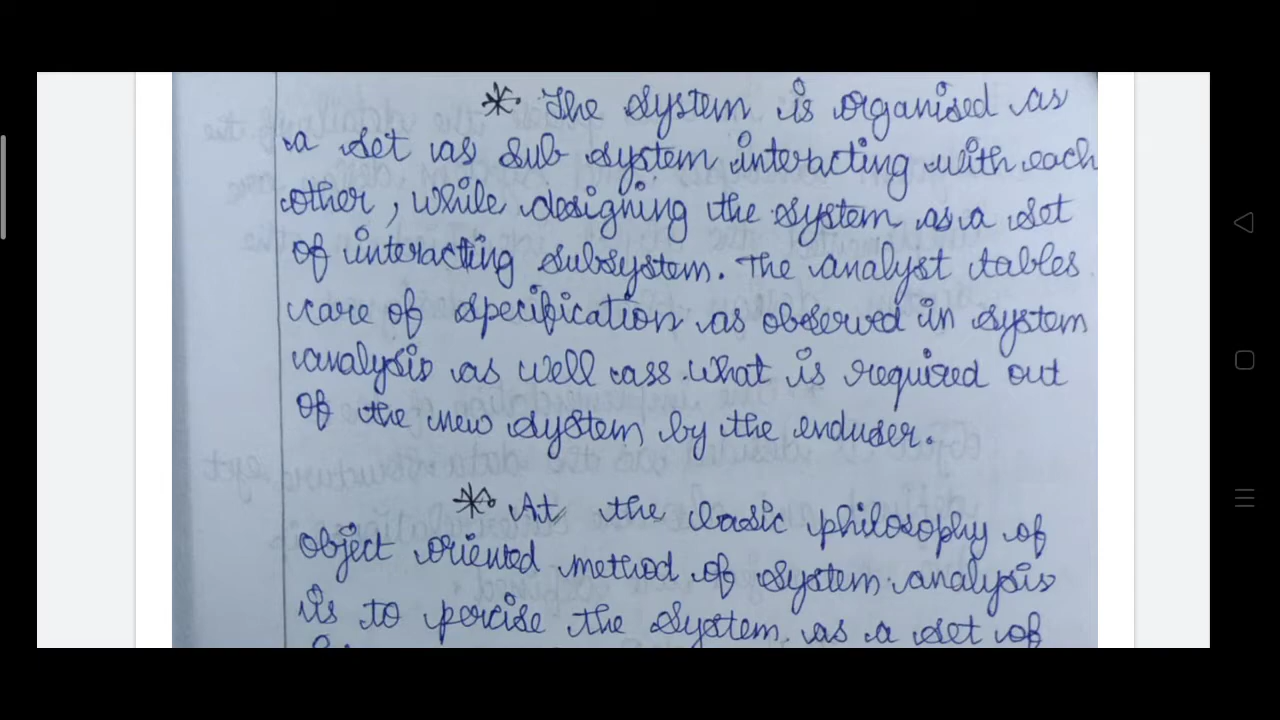 * The system is organised as
a set as sub system interacting with each
other, while designing the system as a set
of interacting subsystem. The analyst tables
care of specification as observed in system
analysis as well cass what is required out
of the new system by the enduser.
* At the basic philosophy of
object oriented method of system analysis
is to percise the system as a set of